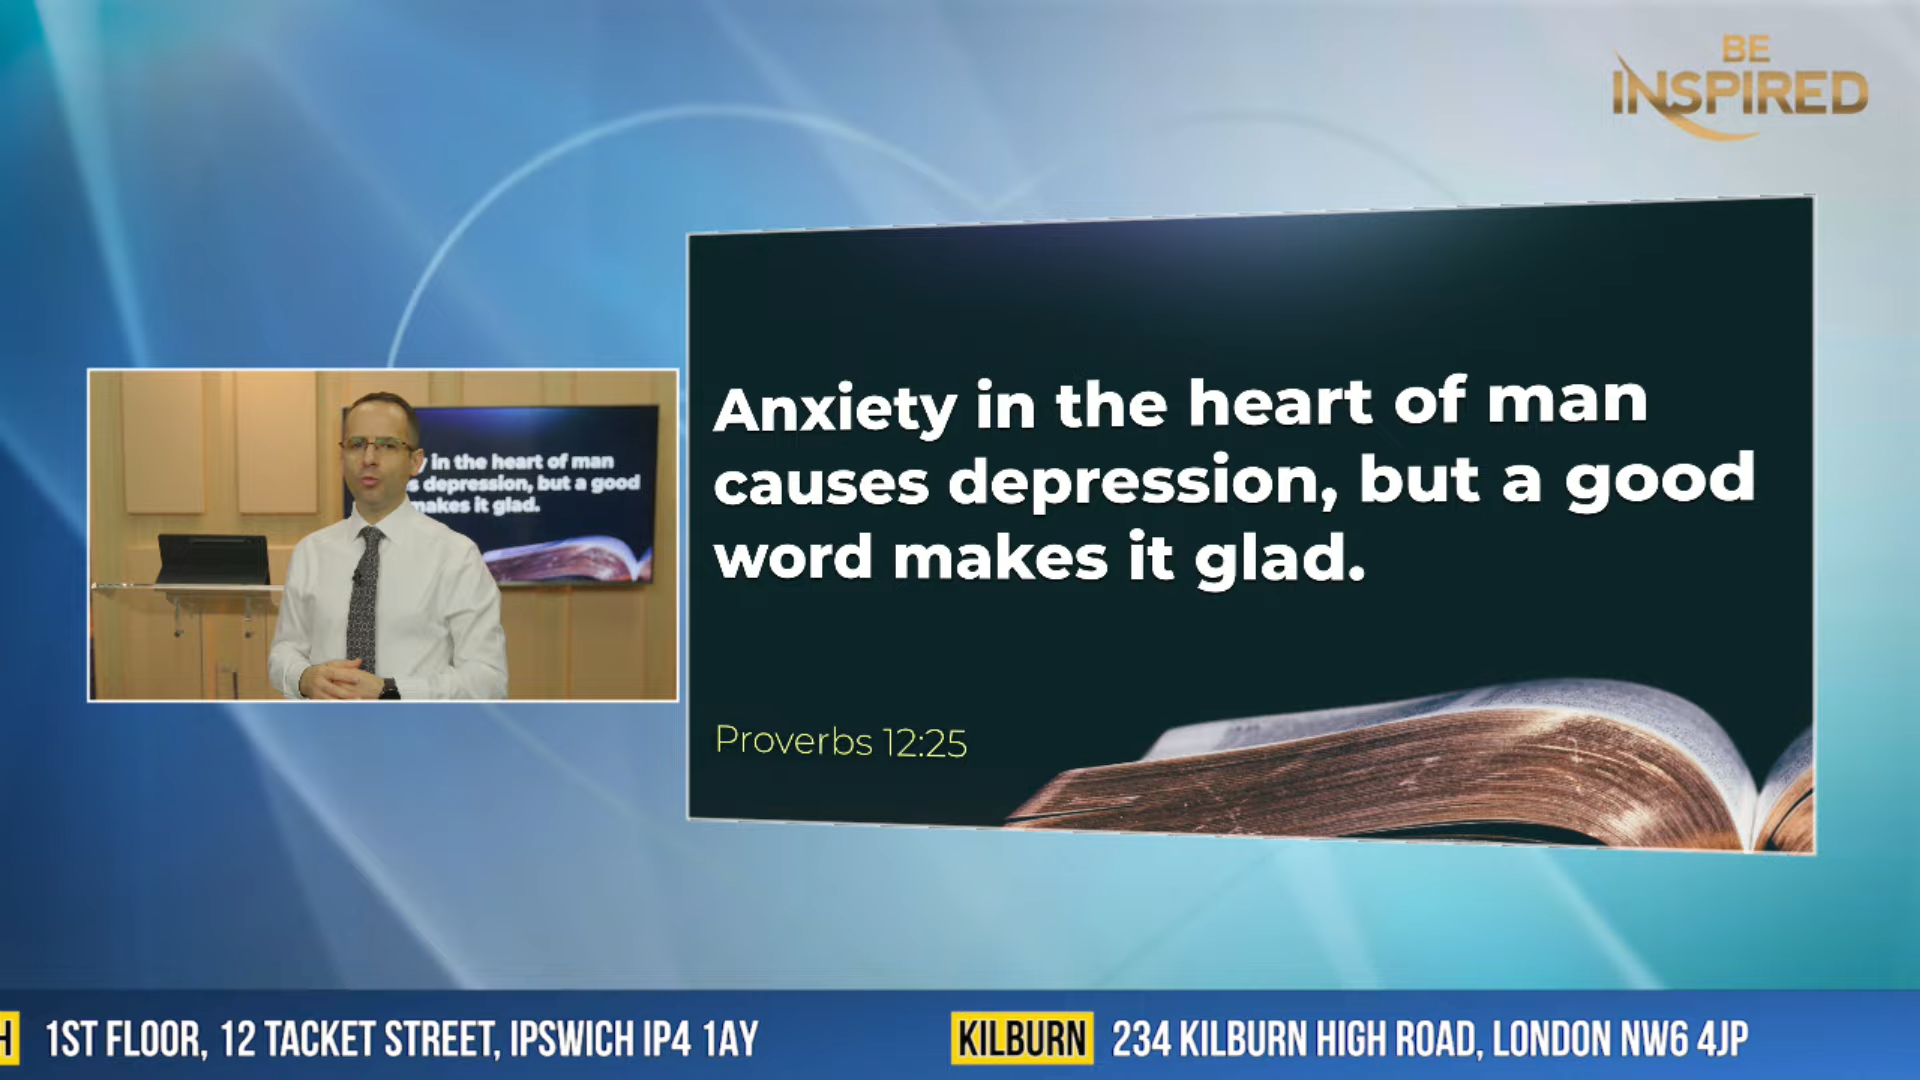 BE
INSPIRED
Anxiety in the heart of man
causes depression, but a good
word makes it glad.
Proverbs 12:25
y in the heart of man
s depression, but a good
makes it glad.
H 1ST FLOOR, 12 TACKET STREET, IPSWICH IP4 1AY KILBURN 234 KILBURN HIGH ROAD, LONDON NW6 4JP